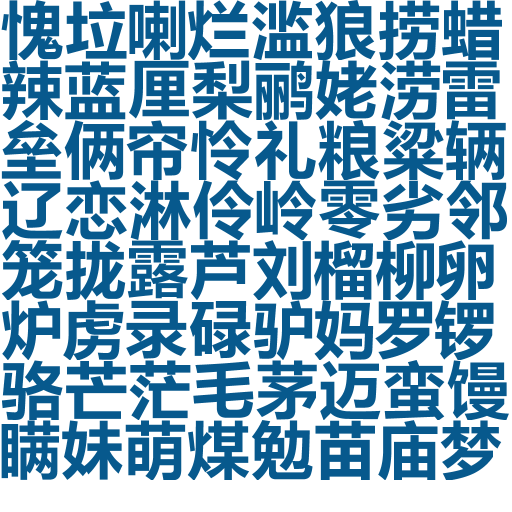 愧垃喇烂滥狼捞蜡
辣蓝厘梨鹂姥涝雷
垒俩帘怜礼粮粱辆
辽恋淋伶岭零劣邻
笼拢露芦刘榴柳卵
炉虏录碌驴妈罗锣
骆芒茫毛茅迈蛮馒
瞒妹萌煤勉苗庙梦